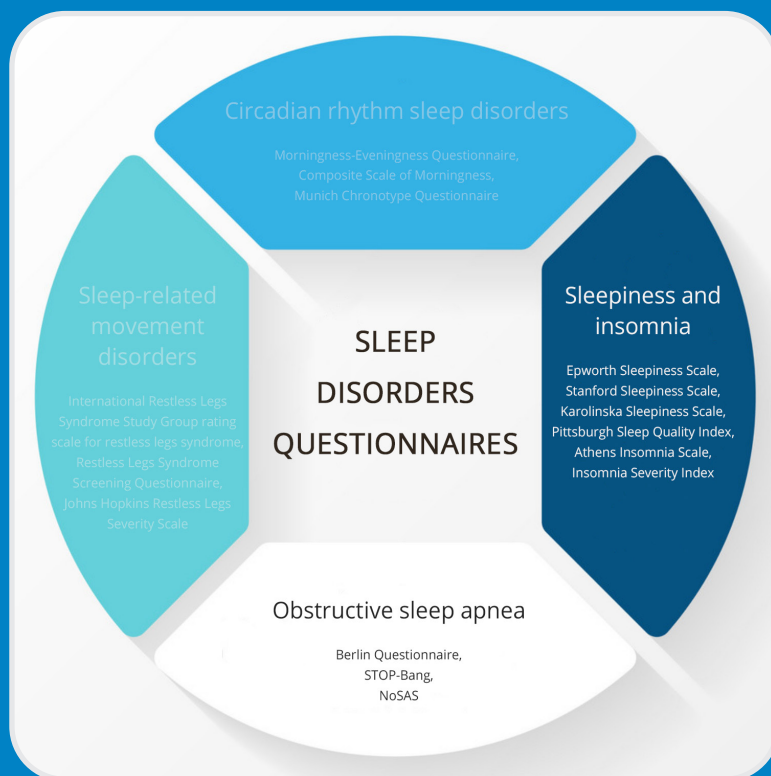 Circadian rhythm sleep disorders
Morningness-Eveningness Questionnaire,
Composite Scale of Morningness,
Munich Chronotype Questionnaire
Sleep-related
movement
disorders
International Restless Legs
Syndrome Study Group rating
scale for restless legs syndrome,
Restless Legs Syndrome
Screening Questionnaire,
Johns Hopkins Restless Legs
Severity Scale
SLEEP
DISORDERS
QUESTIONNAIRES
Sleepiness and
insomnia
Epworth Sleepiness Scale,
Stanford Sleepiness Scale,
Karolinska Sleepiness Scale,
Pittsburgh Sleep Quality Index,
Athens Insomnia Scale,
Insomnia Severity Index
Obstructive sleep apnea
Berlin Questionnaire,
STOP-Bang,
NoSAS